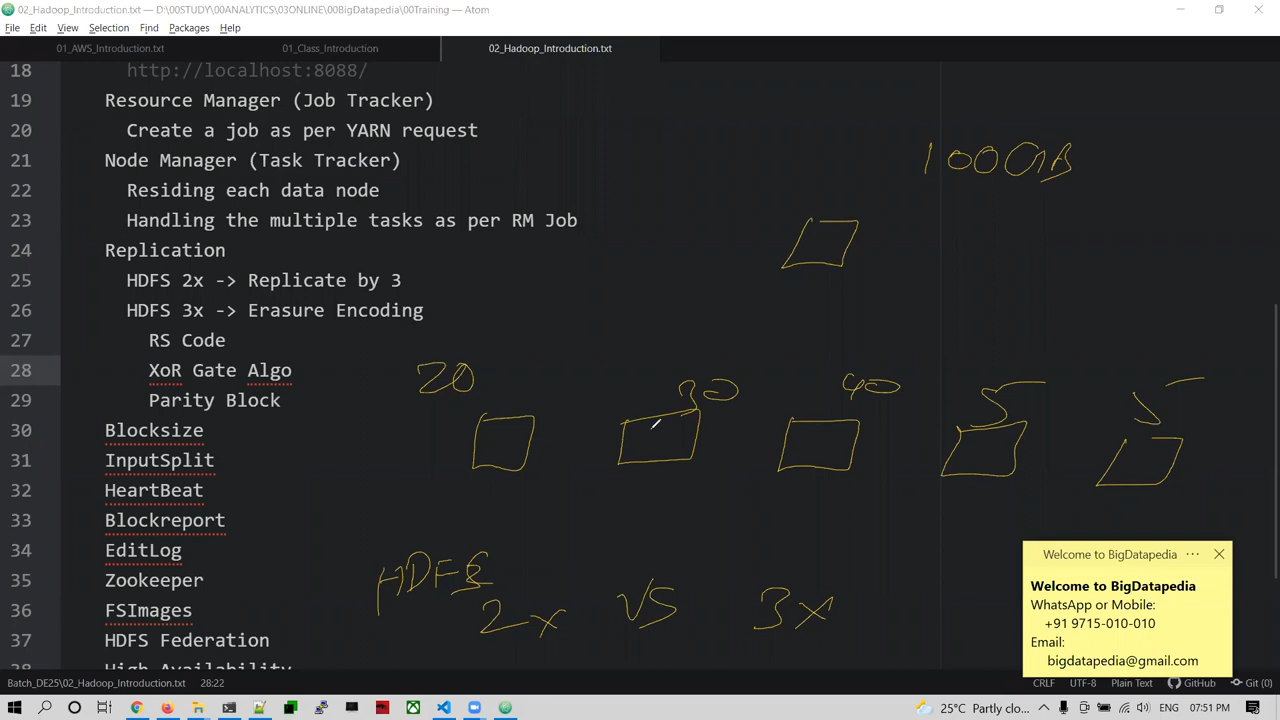 02_Hadoop_Introduction.txt — D:\00STUDY\00ANALYTICS\03ONLINE\00BigDatapedia\00Training — Atom
File Edit View Selection Find Packages Help
01_AWS_Introduction.txt 01_Class_Introduction 02_Hadoop_Introduction.txt
18 http://localhost:8088/
19 Resource Manager (Job Tracker)
20 Create a job as per YARN request
21 Node Manager (Task Tracker)
22 Residing each data node
23 Handling the multiple tasks as per RM Job
24 Replication
25 HDFS 2x -> Replicate by 3
26 HDFS 3x -> Erasure Encoding
27 RS Code
28 XoR Gate Algo
29 Parity Block
30 Blocksize
31 InputSplit
32 HeartBeat
33 Blockreport
34 EditLog
35 Zookeeper
36 FSImages
37 HDFS Federation
38 High Availability
100GB
20 30 40 5 5
HDFS
2x vs 3x
Welcome to BigDatapedia
Welcome to BigDatapedia
WhatsApp or Mobile:
+91 9715-010-010
Email:
bigdatapedia@gmail.com
Batch_DE25\02_Hadoop_Introduction.txt 28:22 CRLF UTF-8 Plain Text GitHub Git (0)
25°C Partly clo... ENG 07:51 PM